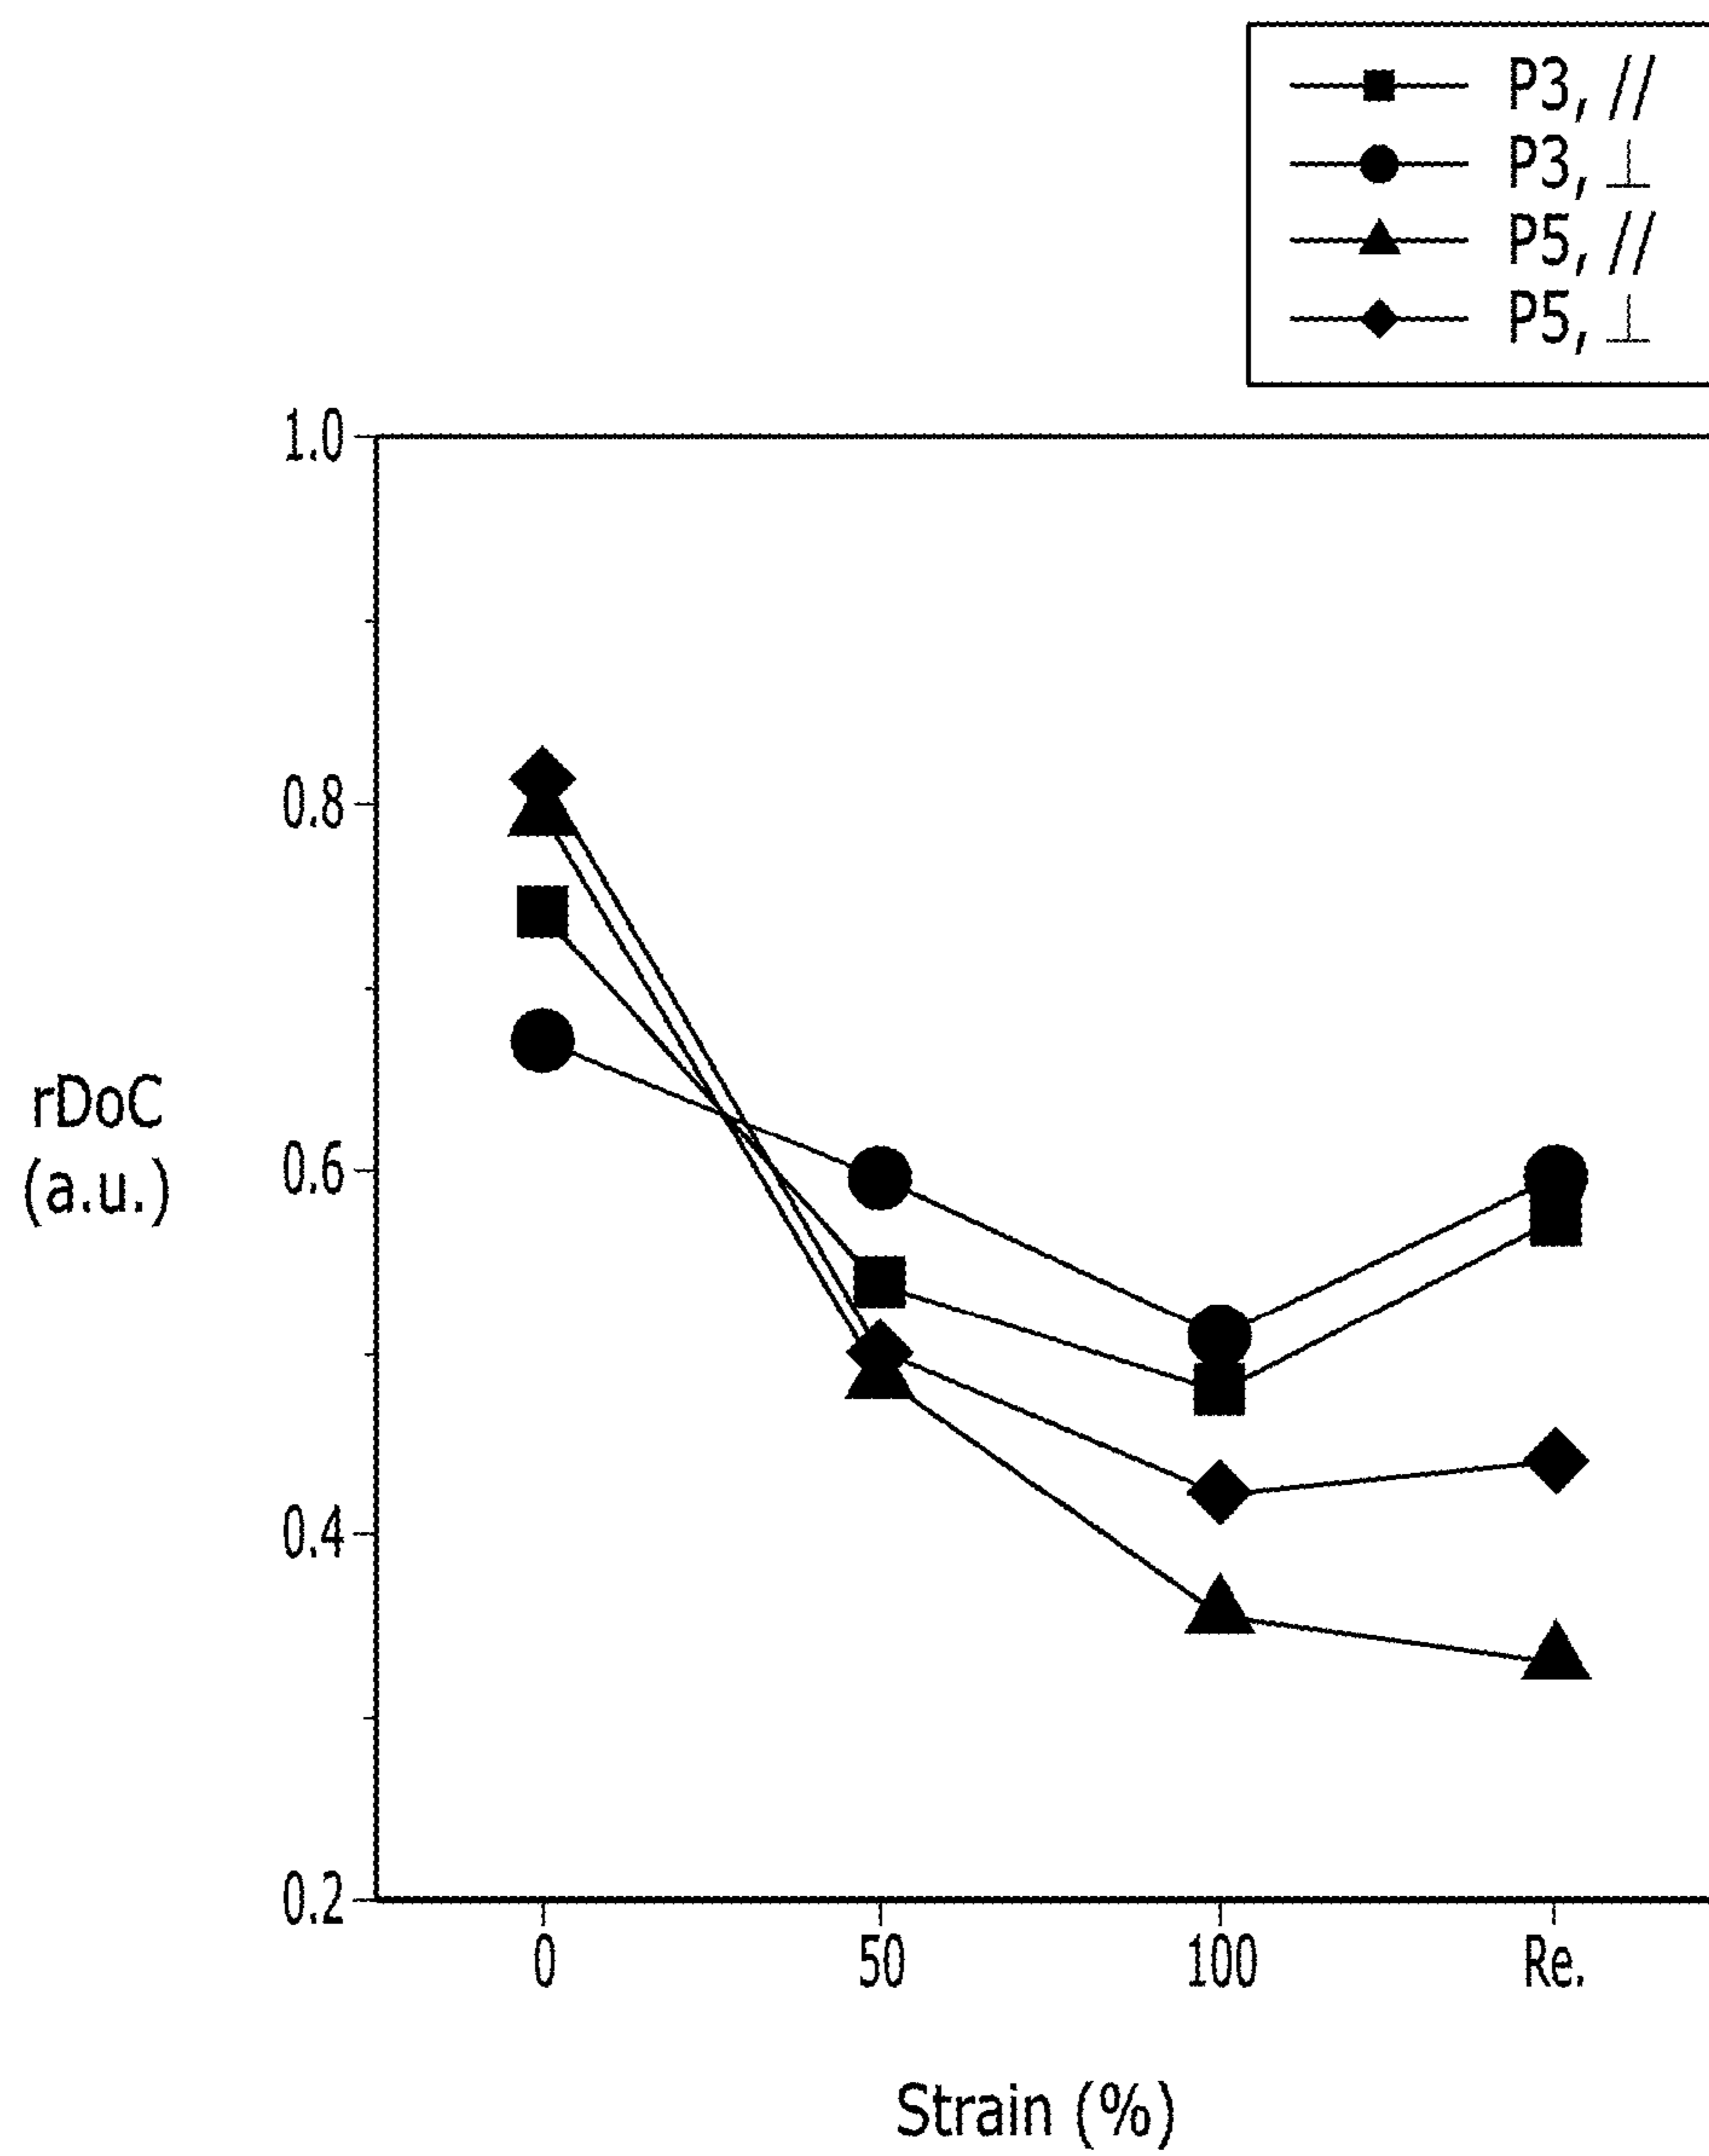 P3, //
P3, ⊥
P5, //
P5, ⊥
1.0
0.8
0.6
0.4
0.2
rDoC
(a.u.)
0 50 100 Re.
Strain (%)